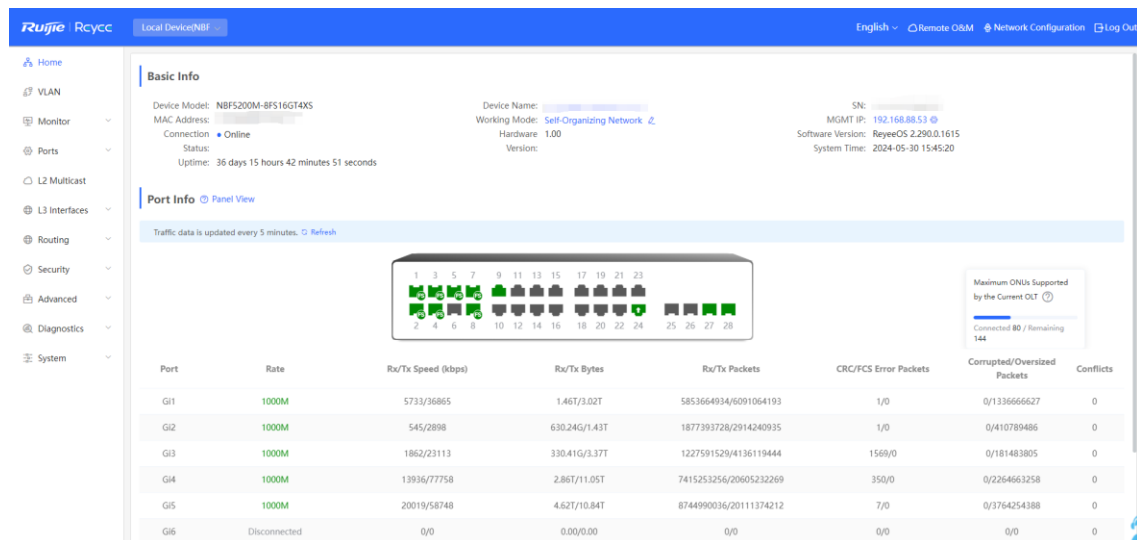 Ruijie | Rcycc Local Device(NBF English Remote O&M Network Configuration Log Out
Home
VLAN
Monitor
Ports
L2 Multicast
L3 Interfaces
Routing
Security
Advanced
Diagnostics
System
Basic Info
Device Model: NBF5200M-8FS16GT4XS Device Name: SN:
MAC Address: Working Mode: Self-Organizing Network MGMT IP: 192.168.88.53
Connection Online Hardware 1.00 Software Version: ReyeeOS 2.290.0.1615
Status: Version: System Time: 2024-05-30 15:45:20
Uptime: 36 days 15 hours 42 minutes 51 seconds
Port Info Panel View
Traffic data is updated every 5 minutes. Refresh
1 3 5 7 9 11 13 15 17 19 21 23
FS FS FS FS
FS FS FS
2 4 6 8 10 12 14 16 18 20 22 24 25 26 27 28
Maximum ONUs Supported
by the Current OLT
Connected 80 / Remaining
144
Port Rate Rx/Tx Speed (kbps) Rx/Tx Bytes Rx/Tx Packets CRC/FCS Error Packets Corrupted/Oversized Packets Conflicts
Gi1 1000M 5733/36865 1.46T/3.02T 5853664934/6091064193 1/0 0/1336666627 0
Gi2 1000M 545/2898 630.24G/1.43T 1877393728/2914240935 1/0 0/410789486 0
Gi3 1000M 1862/23113 330.41G/3.37T 1227591529/4136119444 1569/0 0/181483805 0
Gi4 1000M 13936/77758 2.86T/11.05T 7415253256/20605232269 350/0 0/2264663258 0
Gi5 1000M 20019/58748 4.62T/10.84T 8744990036/20111374212 7/0 0/3764254388 0
Gi6 Disconnected 0/0 0.00/0.00 0/0 0/0 0/0 0